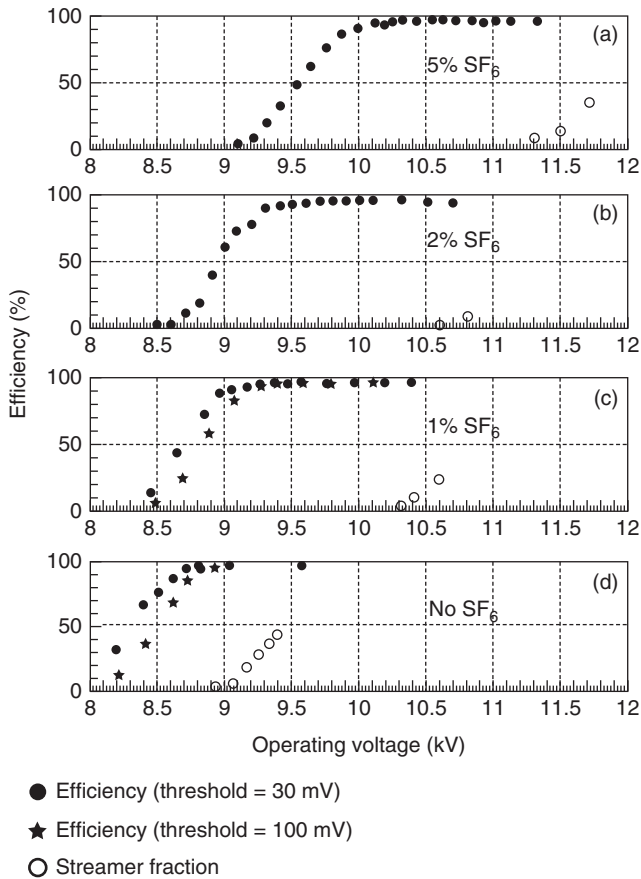 100
50
0
(a)
5% SF6
8 8.5 9 9.5 10 10.5 11 11.5 12
100
50
0
(b)
2% SF6
8 8.5 9 9.5 10 10.5 11 11.5 12
Efficiency (%)
100
50
0
(c)
1% SF6
8 8.5 9 9.5 10 10.5 11 11.5 12
100
50
0
(d)
No SF6
8 8.5 9 9.5 10 10.5 11 11.5 12
Operating voltage (kV)
Efficiency (threshold = 30 mV)
Efficiency (threshold = 100 mV)
Streamer fraction